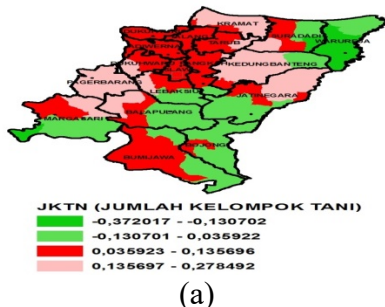 KRAMAT
SURADADI
WARUREJA
KEDUNGBANTENG
PAGERBARANG
LEBAKSIU
JATINEGARA
BALAPULANG
MARGASARI
BOJONG
BUMIJAWA
JKTN (JUMLAH KELOMPOK TANI)
-0,372017 - -0,130702
-0,130701 - 0,035922
0,035923 - 0,135696
0,135697 - 0,278492
(a)